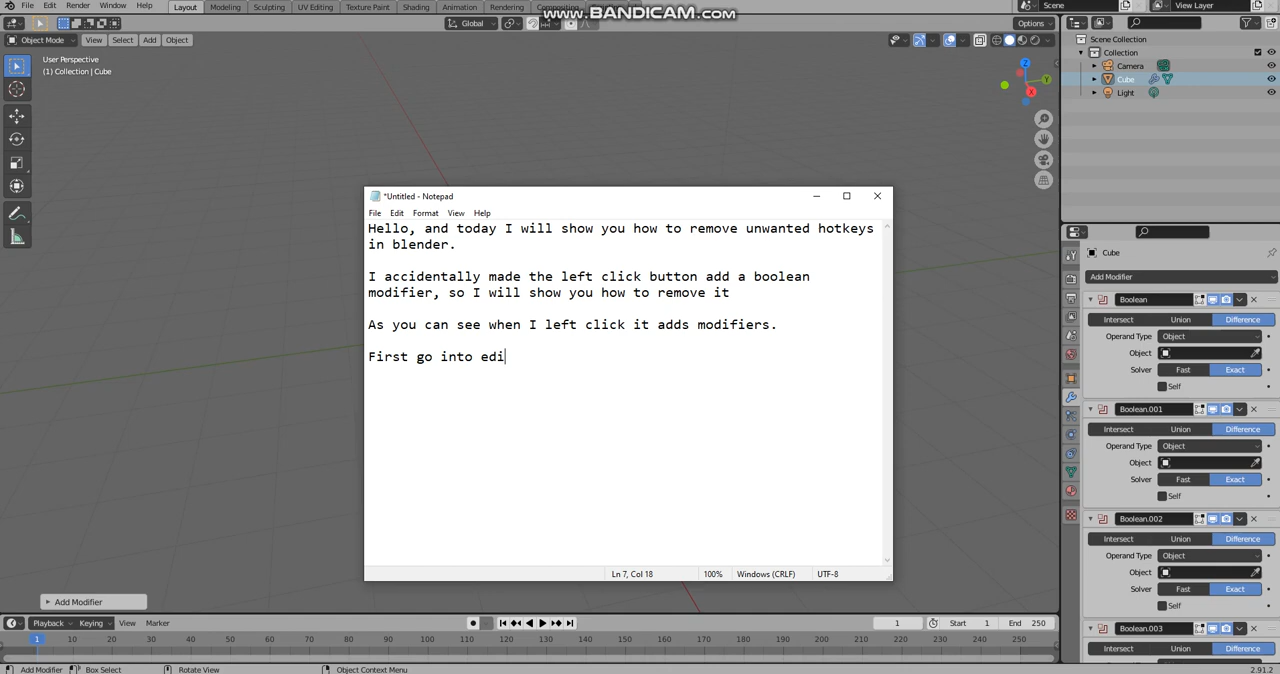 www.BANDICAM.com
File Edit Render Window Help Layout Modeling Sculpting UV Editing Texture Paint Shading Animation Rendering Compositing Scene View Layer
Global Options
Object Mode View Select Add Object
User Perspective
(1) Collection | Cube
Z
Y
X
Scene Collection
Collection
Camera
Cube
Light
*Untitled - Notepad
File Edit Format View Help
Hello, and today I will show you how to remove unwanted hotkeys
in blender.
I accidentally made the left click button add a boolean
modifier, so I will show you how to remove it
As you can see when I left click it adds modifiers.
First go into edi
Ln 7, Col 18 100% Windows (CRLF) UTF-8
Cube
Add Modifier
Boolean
Intersect Union Difference
Operand Type Object
Object
Solver Fast Exact
Self
Boolean.001
Intersect Union Difference
Operand Type Object
Object
Solver Fast Exact
Self
Boolean.002
Intersect Union Difference
Operand Type Object
Object
Solver Fast Exact
Self
Boolean.003
Intersect Union Difference
Add Modifier
Playback Keying View Marker 1 Start 1 End 250
1 10 20 30 40 50 60 70 80 90 100 110 120 130 140 150 160 170 180 190 200 210 220 230 240 250
Add Modifier Box Select Rotate View Object Context Menu 2.91.2